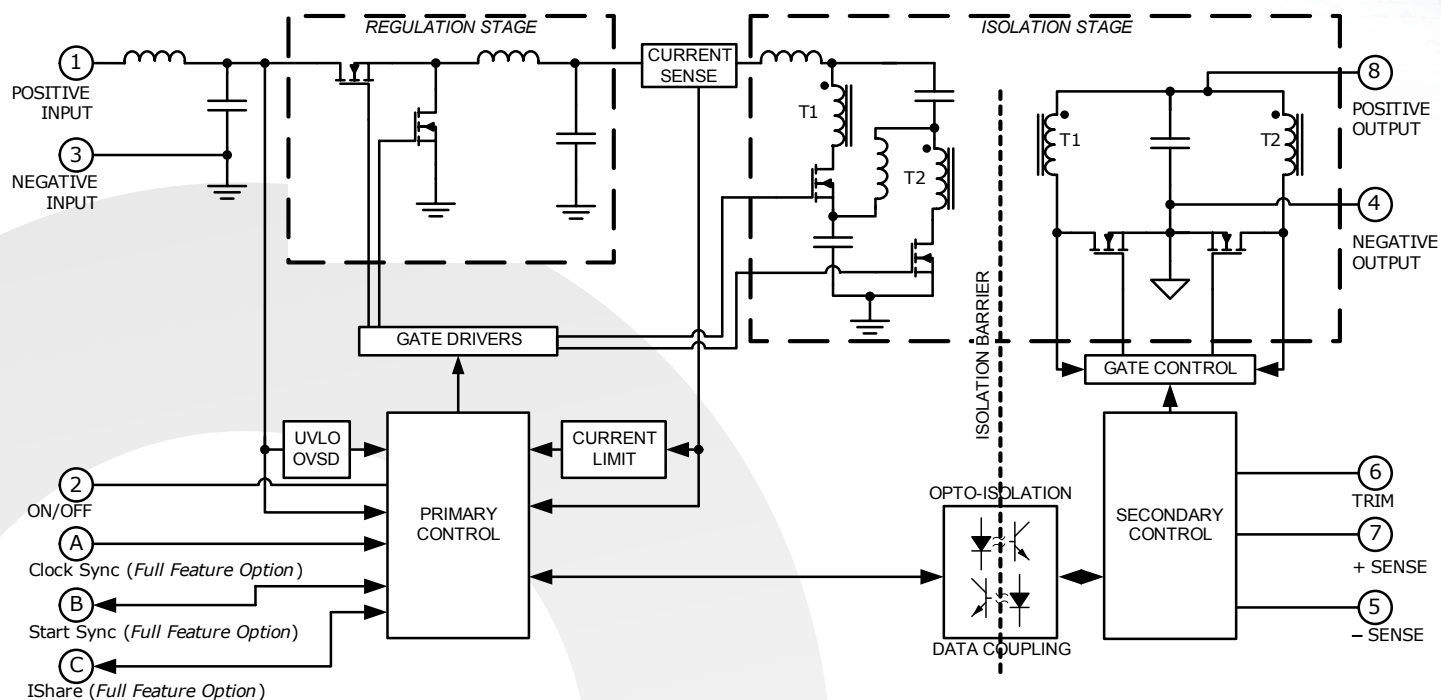 REGULATION STAGE
ISOLATION STAGE
1
POSITIVE
INPUT
3
NEGATIVE
INPUT
CURRENT
SENSE
T1
T2
T1
T2
8
POSITIVE
OUTPUT
4
NEGATIVE
OUTPUT
GATE DRIVERS
ISOLATION BARRIER
GATE CONTROL
UVLO
OVSD
CURRENT
LIMIT
PRIMARY
CONTROL
2
ON/OFF
A
Clock Sync (Full Feature Option)
B
Start Sync (Full Feature Option)
C
IShare (Full Feature Option)
OPTO-ISOLATION
DATA COUPLING
SECONDARY
CONTROL
6
TRIM
7
+ SENSE
5
– SENSE